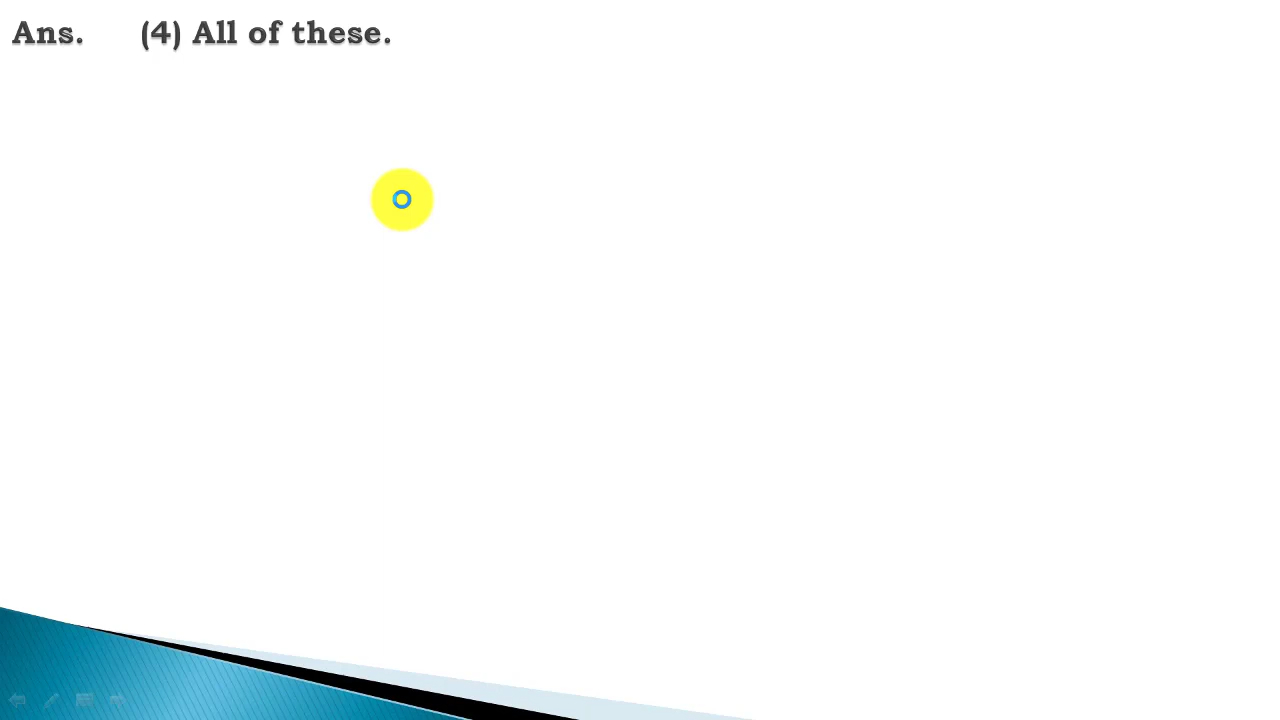 Ans. (4) All of these.